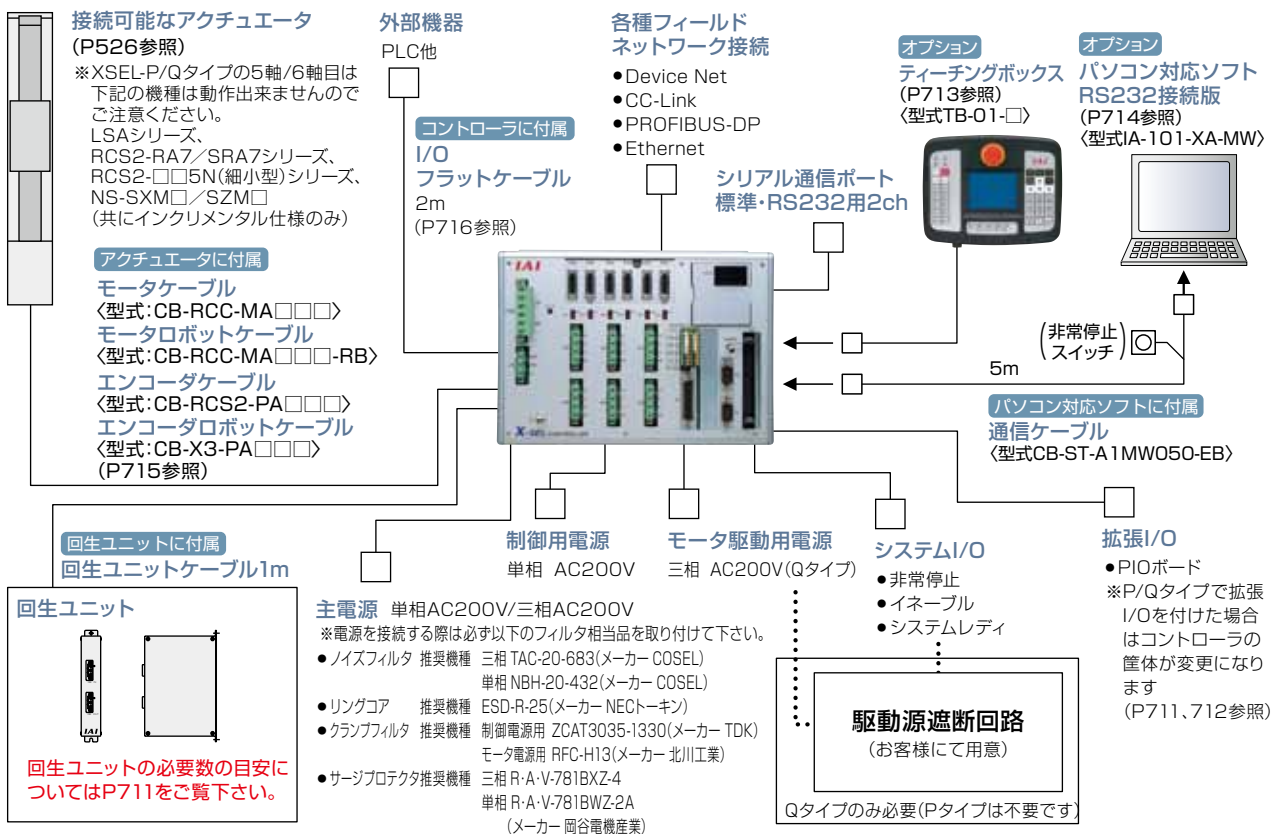 接続可能なアクチュエータ
(P526参照)
※XSEL-P/Qタイプの5軸/6軸目は
下記の機種は動作出来ませんので
ご注意ください。
LSAシリーズ、
RCS2-RA7/SRA7シリーズ、
RCS2-□□5N(細小型)シリーズ、
NS-SXM□/SZM□
(共にインクリメンタル仕様のみ)
アクチュエータに付属
モータケーブル
〈型式:CB-RCC-MA□□□〉
モータロボットケーブル
〈型式:CB-RCC-MA□□□-RB〉
エンコーダケーブル
〈型式:CB-RCS2-PA□□□〉
エンコーダロボットケーブル
〈型式:CB-X3-PA□□□〉
(P715参照)
外部機器
PLC他
コントローラに付属
I/O
フラットケーブル
2m
(P716参照)
各種フィールド
ネットワーク接続
●Device Net
●CC-Link
●PROFIBUS-DP
●Ethernet
シリアル通信ポート
標準・RS232用2ch
オプション
ティーチングボックス
(P713参照)
〈型式TB-01-□〉
オプション
パソコン対応ソフト
RS232接続版
(P714参照)
〈型式IA-101-XA-MW〉
IAI
IAI
X-SEL
(非常停止
スイッチ)
5m
パソコン対応ソフトに付属
通信ケーブル
〈型式CB-ST-A1MW050-EB〉
回生ユニットに付属
回生ユニットケーブル1m
回生ユニット
IAI
回生ユニットの必要数の目安に
ついてはP711をご覧下さい。
制御用電源
単相 AC200V
モータ駆動用電源
三相 AC200V(Qタイプ)
システムI/O
●非常停止
●イネーブル
●システムレディ
拡張I/O
●PIOボード
※P/Qタイプで拡張
I/Oを付けた場合
はコントローラの
筐体が変更になり
ます
(P711、712参照)
主電源 単相AC200V/三相AC200V
※電源を接続する際は必ず以下のフィルタ相当品を取り付けて下さい。
●ノイズフィルタ 推奨機種 三相 TAC-20-683(メーカー COSEL)
単相 NBH-20-432(メーカー COSEL)
●リングコア 推奨機種 ESD-R-25(メーカー NECトーキン)
●クランプフィルタ 推奨機種 制御電源用 ZCAT3035-1330(メーカー TDK)
モータ電源用 RFC-H13(メーカー 北川工業)
●サージプロテクタ推奨機種 三相 R・A・V-781BXZ-4
単相 R・A・V-781BWZ-2A
(メーカー 岡谷電機産業)
駆動源遮断回路
(お客様にて用意)
Qタイプのみ必要(Pタイプは不要です)